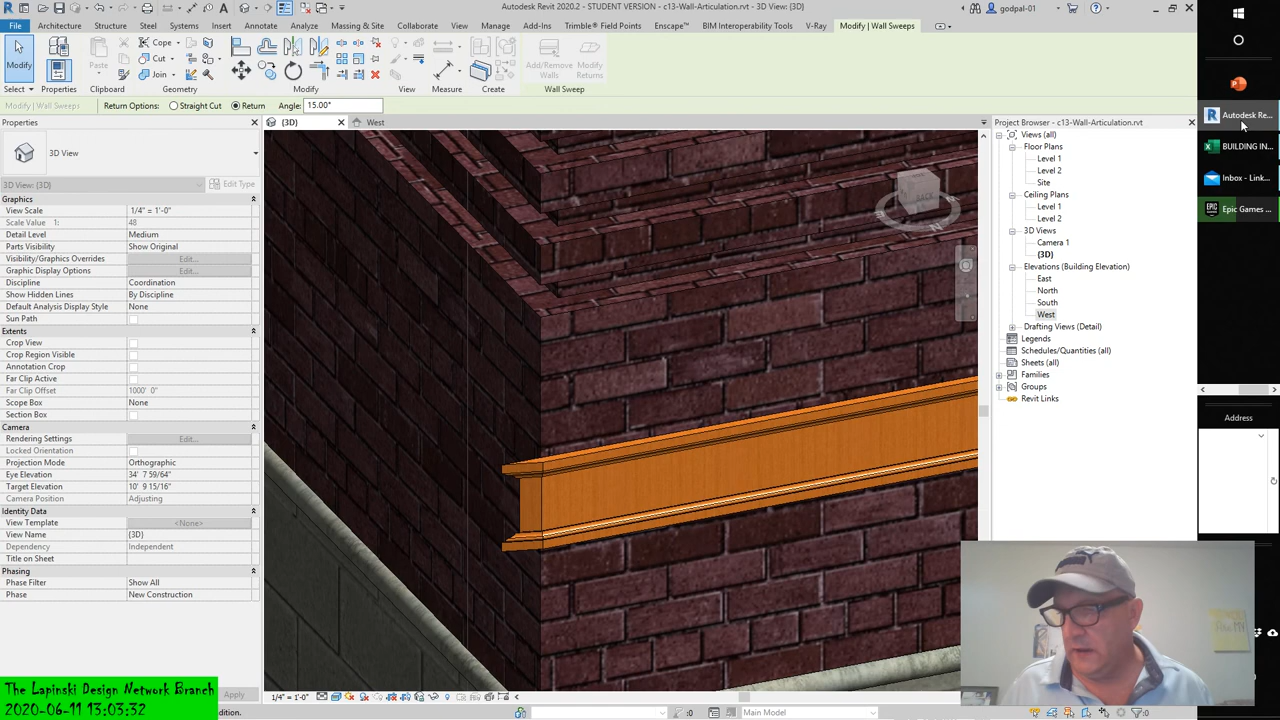 Autodesk Revit 2020.2 - STUDENT VERSION - c13-Wall-Articulation.rvt - 3D View: {3D}
godpal-01
File
Architecture
Structure
Steel
Systems
Insert
Annotate
Analyze
Massing & Site
Collaborate
View
Manage
Add-Ins
Trimble® Field Points
Enscape™
BIM Interoperability Tools
V-Ray
Modify | Wall Sweeps
Modify
Paste
Cope
Cut
Join
Add/Remove
Walls
Modify
Returns
Select
Properties
Clipboard
Geometry
Modify
View
Measure
Create
Wall Sweep
Modify | Wall Sweeps
Return Options:
Straight Cut
Return
Angle:
15.00°
Properties
{3D}
West
Project Browser - c13-Wall-Articulation.rvt
3D View
3D View: {3D}
Edit Type
Graphics
View Scale 1/4" = 1'-0"
Scale Value 1: 48
Detail Level Medium
Parts Visibility Show Original
Visibility/Graphics Overrides Edit...
Graphic Display Options Edit...
Discipline Coordination
Show Hidden Lines By Discipline
Default Analysis Display Style None
Sun Path
Extents
Crop View
Crop Region Visible
Annotation Crop
Far Clip Active
Far Clip Offset 1000' 0"
Scope Box None
Section Box
Camera
Rendering Settings Edit...
Locked Orientation
Projection Mode Orthographic
Eye Elevation 34' 7 59/64"
Target Elevation 10' 9 15/16"
Camera Position Adjusting
Identity Data
View Template <None>
View Name {3D}
Dependency Independent
Title on Sheet
Phasing
Phase Filter Show All
Phase New Construction
Apply
BACK
Views (all)
Floor Plans
Level 1
Level 2
Site
Ceiling Plans
Level 1
Level 2
3D Views
Camera 1
{3D}
Elevations (Building Elevation)
East
North
South
West
Drafting Views (Detail)
Legends
Schedules/Quantities (all)
Sheets (all)
Families
Groups
Revit Links
Autodesk Re...
BUILDING IN...
Inbox - Link...
Epic Games ...
Address
1/4" = 1'-0"
:0
Main Model
:0
The Lapinski Design Network Branch
2020-06-11 13:03:32